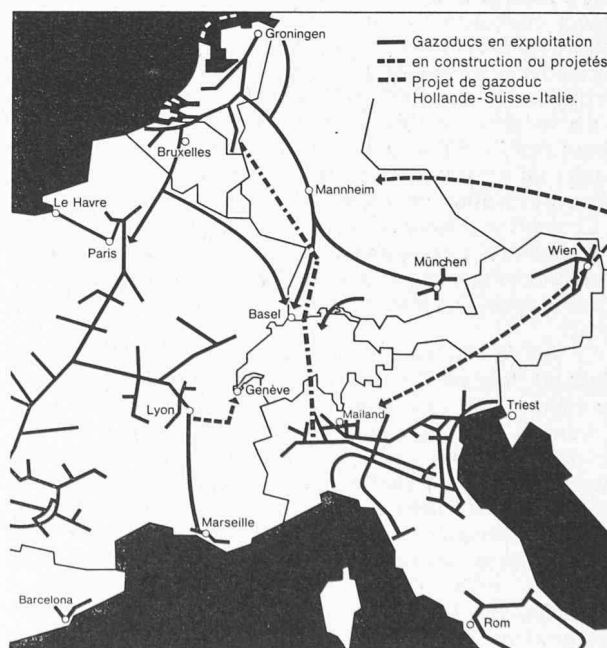 Groningen
Gazoducs en exploitation
en construction ou projetés
Projet de gazoduc
Hollande-Suisse-Italie.
Bruxelles
Mannheim
Le Havre
Paris
München
Wien
Basel
Genève
Lyon
Mailand
Triest
Marseille
Barcelona
Rom